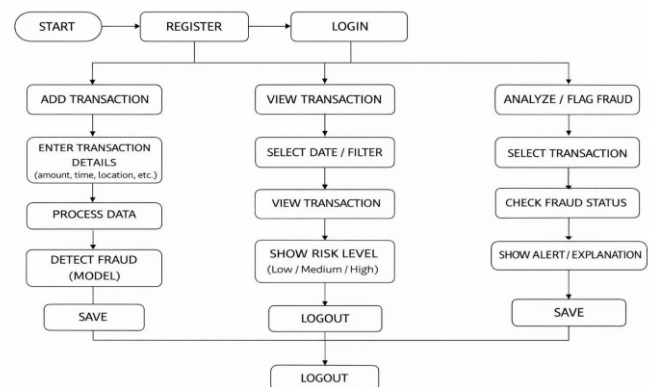 START
REGISTER
LOGIN
ADD TRANSACTION
ENTER TRANSACTION
DETAILS
(amount, time, location, etc.)
PROCESS DATA
DETECT FRAUD
(MODEL)
SAVE
VIEW TRANSACTION
SELECT DATE / FILTER
VIEW TRANSACTION
SHOW RISK LEVEL
(Low / Medium / High)
LOGOUT
ANALYZE / FLAG FRAUD
SELECT TRANSACTION
CHECK FRAUD STATUS
SHOW ALERT / EXPLANATION
SAVE
LOGOUT